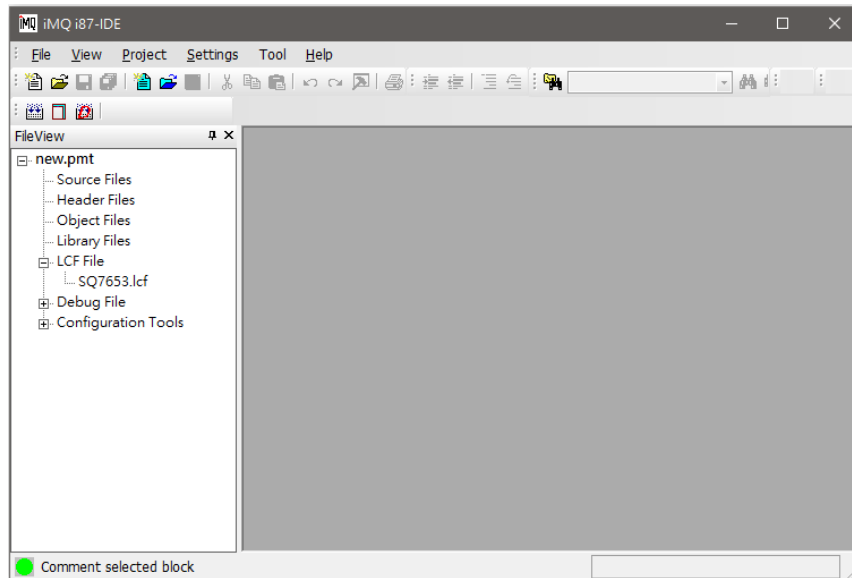 iMQ iMQ i87-IDE
File View Project Settings Tool Help
FileView
new.pmt
Source Files
Header Files
Object Files
Library Files
LCF File
SQ7653.lcf
Debug File
Configuration Tools
Comment selected block